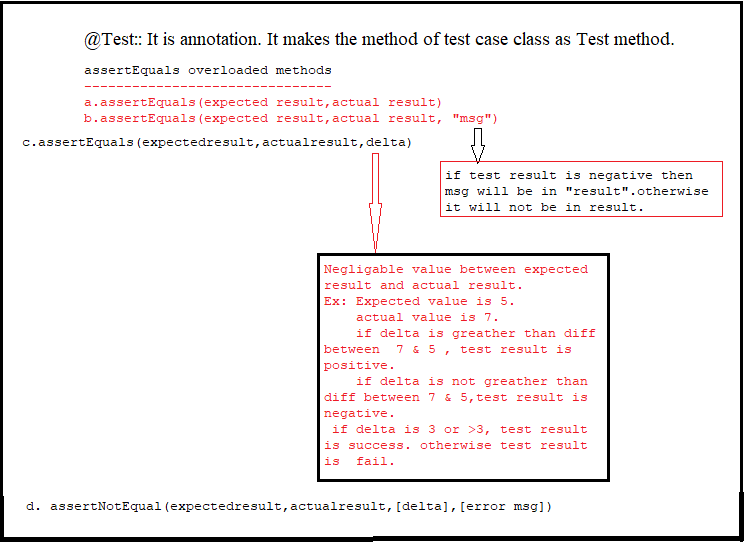 @Test:: It is annotation. It makes the method of test case class as Test method.
assertEquals overloaded methods
-------------------------------
a.assertEquals(expected result,actual result)
b.assertEquals(expected result,actual result, "msg")
c.assertEquals(expectedresult,actualresult,delta)
if test result is negative then
msg will be in "result".otherwise
it will not be in result.
Negligable value between expected
result and actual result.
Ex: Expected value is 5.
actual value is 7.
if delta is greather than diff
between  7 & 5 , test result is
positive.
if delta is not greather than
diff between 7 & 5,test result is
negative.
if delta is 3 or >3, test result
is success. otherwise test result
is  fail.
d. assertNotEqual(expectedresult,actualresult,[delta],[error msg])